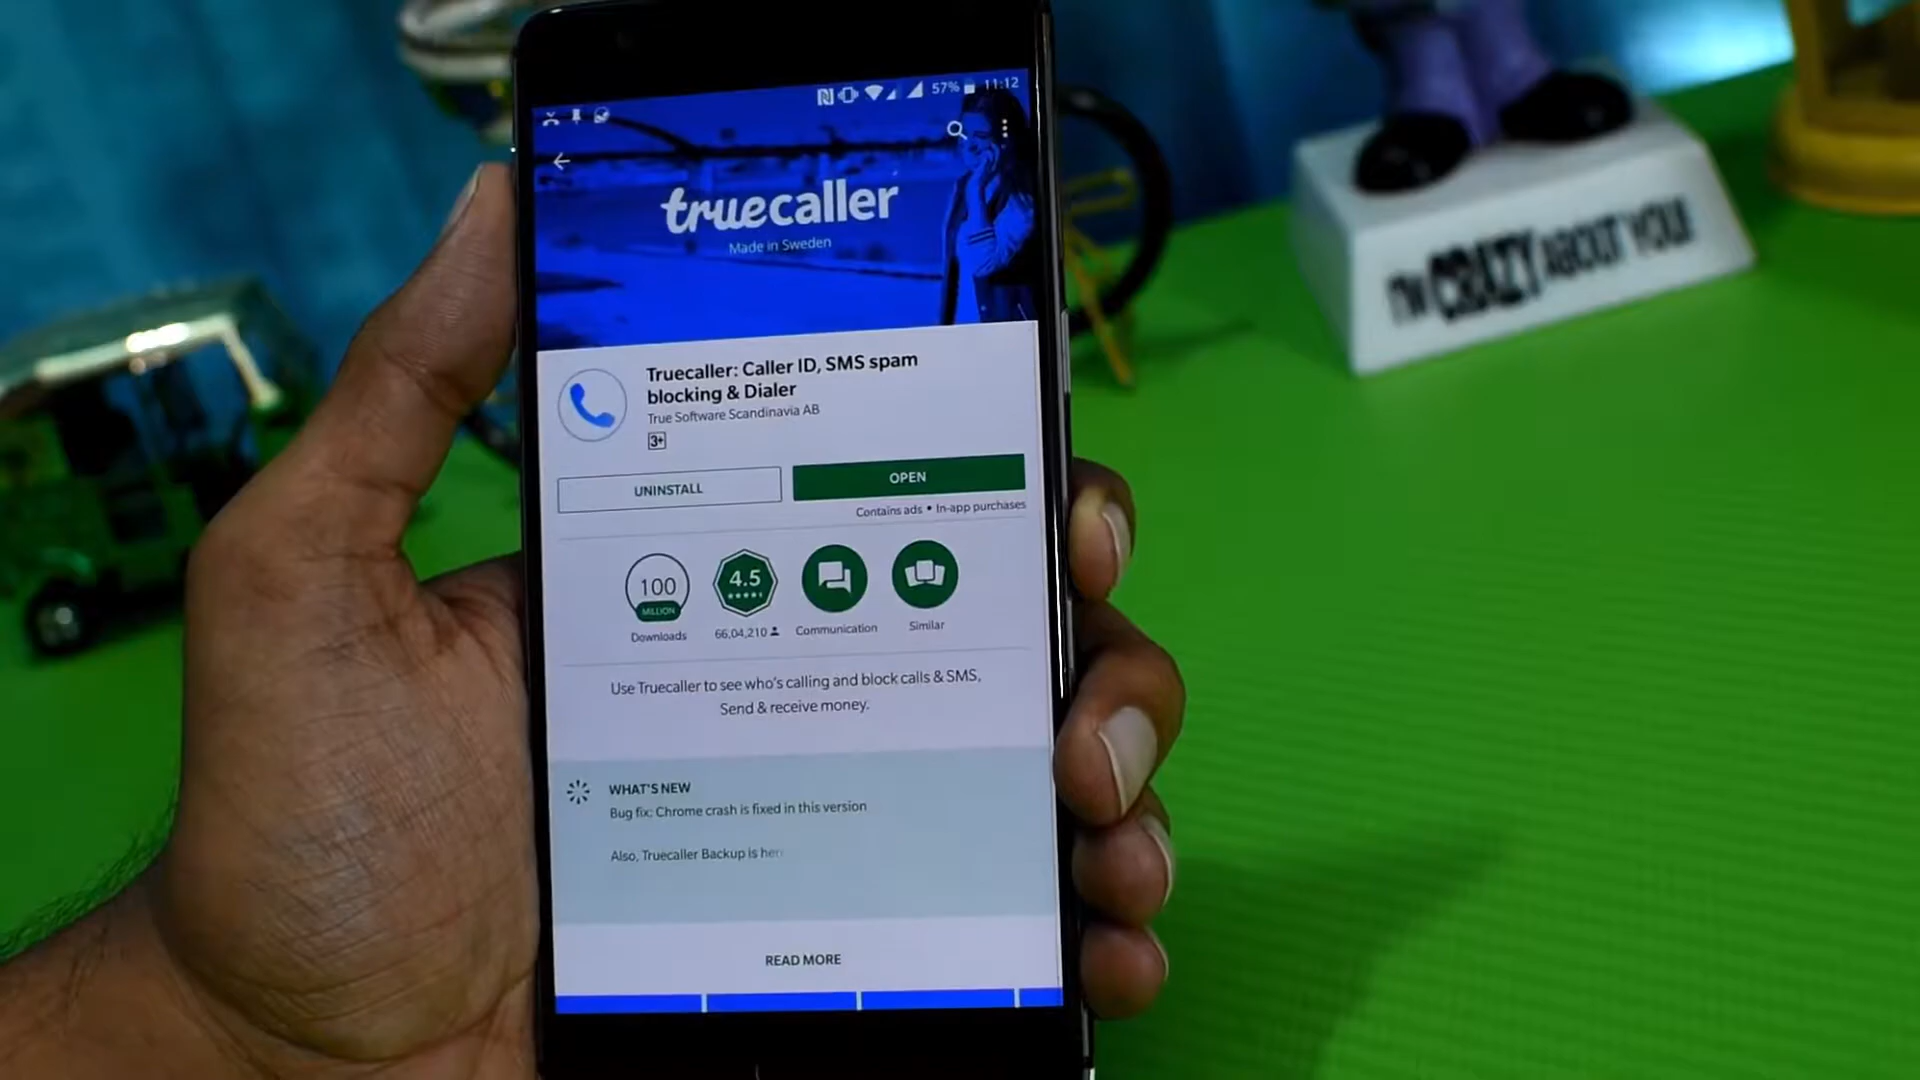 57% 11:12
truecaller
Made in Sweden
Truecaller: Caller ID, SMS spam
blocking & Dialer
True Software Scandinavia AB
3+
UNINSTALL
OPEN
Contains ads • In-app purchases
100
MILLION
4.5
Downloads
66,04,210
Communication
Similar
Use Truecaller to see who's calling and block calls & SMS,
Send & receive money.
WHAT'S NEW
Bug fix: Chrome crash is fixed in this version
Also, Truecaller Backup is here
READ MORE
I'M CRAZY ABOUT YOU!